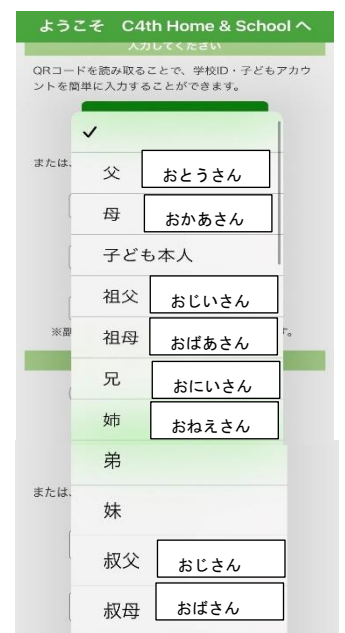 ようこそ C4th Home & School へ
入力してください
QRコードを読み取ることで、学校ID・子どもアカウ
ントを簡単に入力することができます。
✓
または、
父 おとうさん
母 おかあさん
子ども本人
祖父 おじいさん
※副
す。
祖母 おばあさん
兄 おにいさん
姉 おねえさん
弟
または、
妹
叔父 おじさん
叔母 おばさん